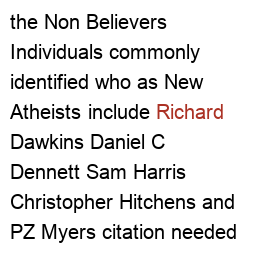 the Non Believers
Individuals commonly
identified who as New
Atheists include Richard
Dawkins Daniel C
Dennett Sam Harris
Christopher Hitchens and
PZ Myers citation needed